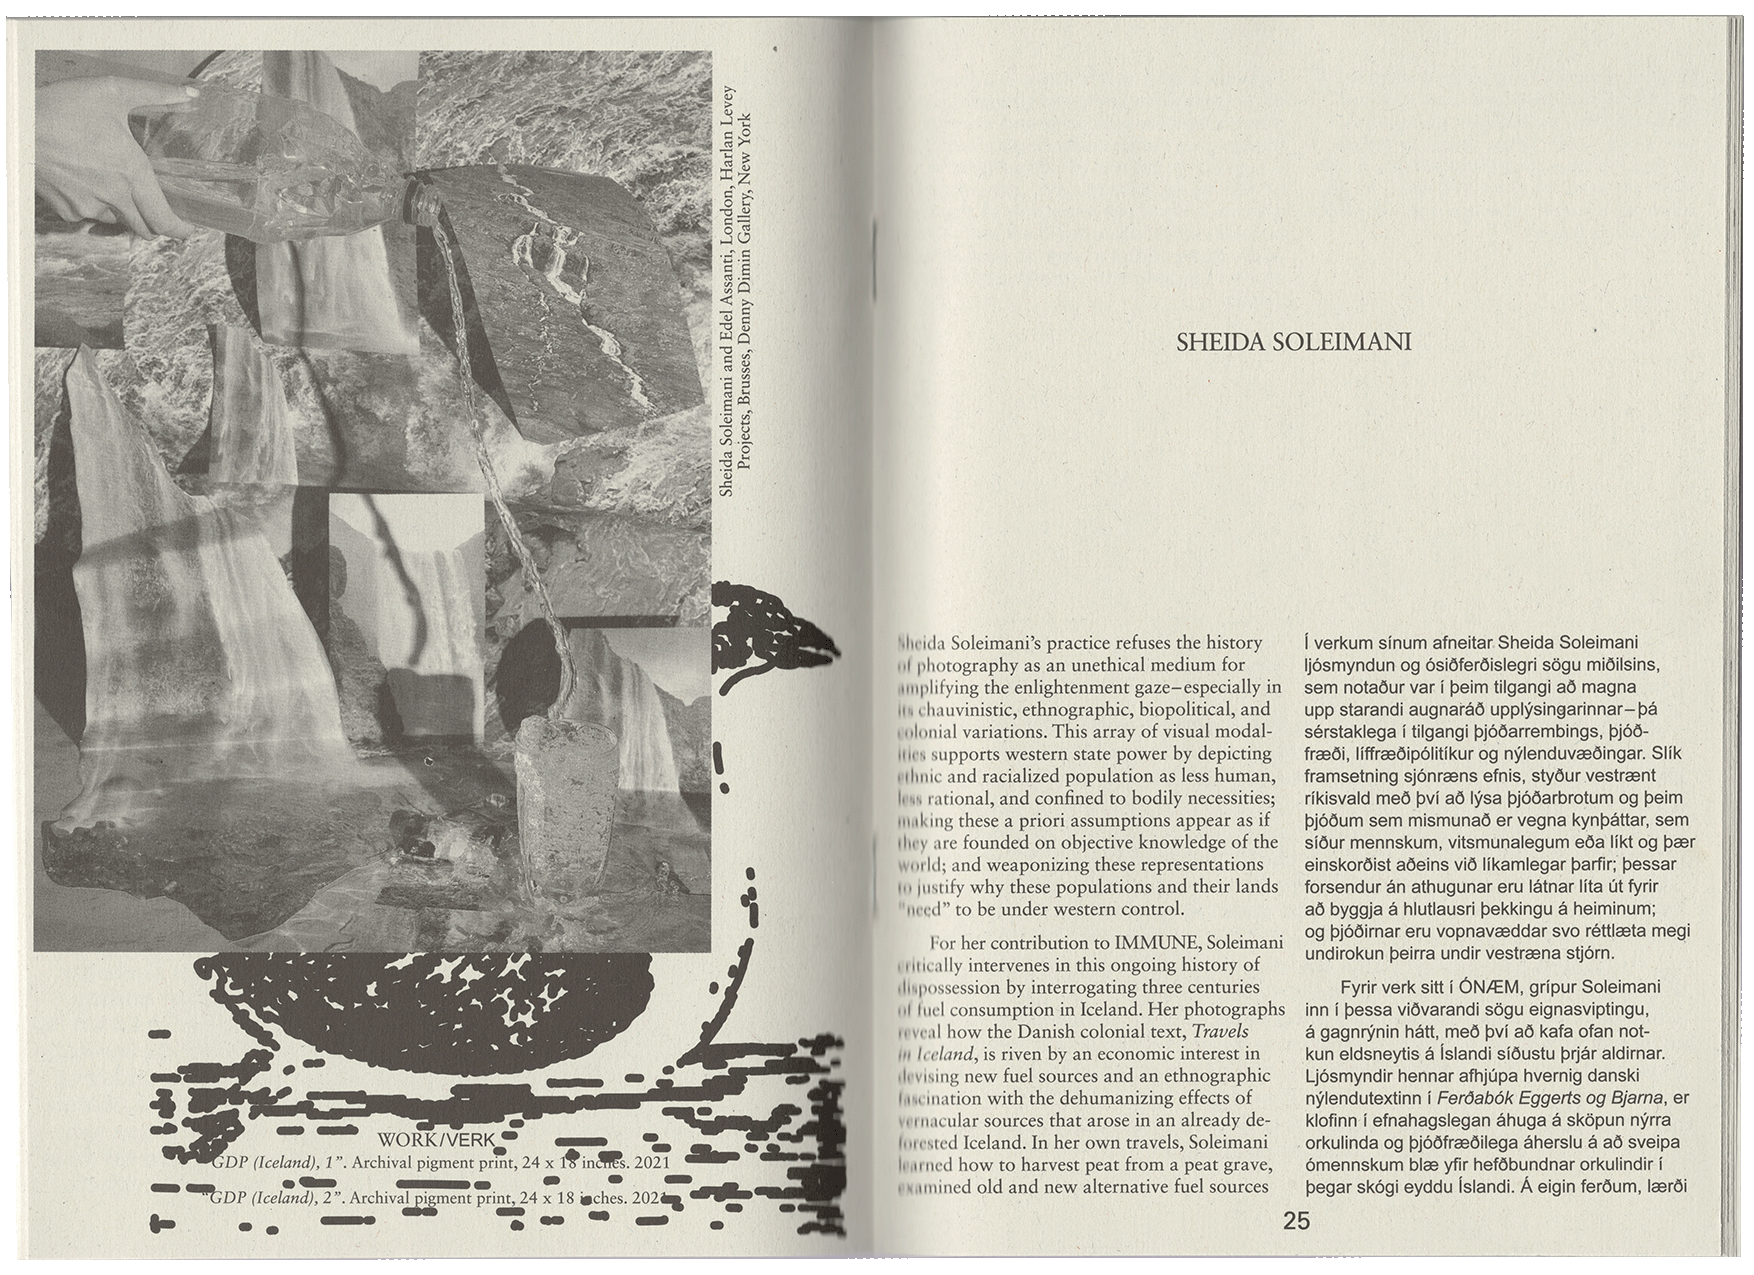 Sheida Soleimani and Edel Assanti, London, Harlan Levey
Projects, Brusses, Denny Dimin Gallery, New York
WORK/VERK
“GDP (Iceland), 1”. Archival pigment print, 24 x 18 inches. 2021
“GDP (Iceland), 2”. Archival pigment print, 24 x 18 inches. 2021
SHEIDA SOLEIMANI
Sheida Soleimani’s practice refuses the history
of photography as an unethical medium for
amplifying the enlightenment gaze–especially in
its chauvinistic, ethnographic, biopolitical, and
colonial variations. This array of visual modal-
ities supports western state power by depicting
ethnic and racialized population as less human,
less rational, and confined to bodily necessities;
making these a priori assumptions appear as if
they are founded on objective knowledge of the
world; and weaponizing these representations
to justify why these populations and their lands
“need” to be under western control.
For her contribution to IMMUNE, Soleimani
critically intervenes in this ongoing history of
dispossession by interrogating three centuries
of fuel consumption in Iceland. Her photographs
reveal how the Danish colonial text, Travels
in Iceland, is riven by an economic interest in
devising new fuel sources and an ethnographic
fascination with the dehumanizing effects of
vernacular sources that arose in an already de-
forested Iceland. In her own travels, Soleimani
learned how to harvest peat from a peat grave,
examined old and new alternative fuel sources
Í verkum sínum afneitar Sheida Soleimani
ljósmyndun og ósiðferðislegri sögu miðilsins,
sem notaður var í þeim tilgangi að magna
upp starandi augnaráð upplýsingarinnar–þá
sérstaklega í tilgangi þjóðarrembings, þjóð-
fræði, líffræðipólitíkur og nýlenduvæðingar. Slík
framsetning sjónræns efnis, styður vestrænt
ríkisvald með því að lýsa þjóðarbrotum og þeim
þjóðum sem mismunað er vegna kynþáttar, sem
síður mennskum, vitsmunalegum eða líkt og þær
einskorðist aðeins við líkamlegar þarfir; þessar
forsendur án athugunar eru látnar líta út fyrir
að byggja á hlutlausri þekkingu á heiminum;
og þjóðirnar eru vopnavæddar svo réttlæta megi
undirokun þeirra undir vestræna stjórn.
Fyrir verk sitt í ÓNÆM, grípur Soleimani
inn í þessa viðvarandi sögu eignasviptingu,
á gagnrýnin hátt, með því að kafa ofan not-
kun eldsneytis á Íslandi síðustu þrjár aldirnar.
Ljósmyndir hennar afhjúpa hvernig danski
nýlendutextinn í Ferðabók Eggerts og Bjarna, er
klofinn í efnahagslegan áhuga á sköpun nýrra
orkulinda og þjóðfræðilega áherslu á að sveipa
ómennskum blæ yfir hefðbundnar orkulindir í
þegar skógi eyddu Íslandi. Á eigin ferðum, lærði
25